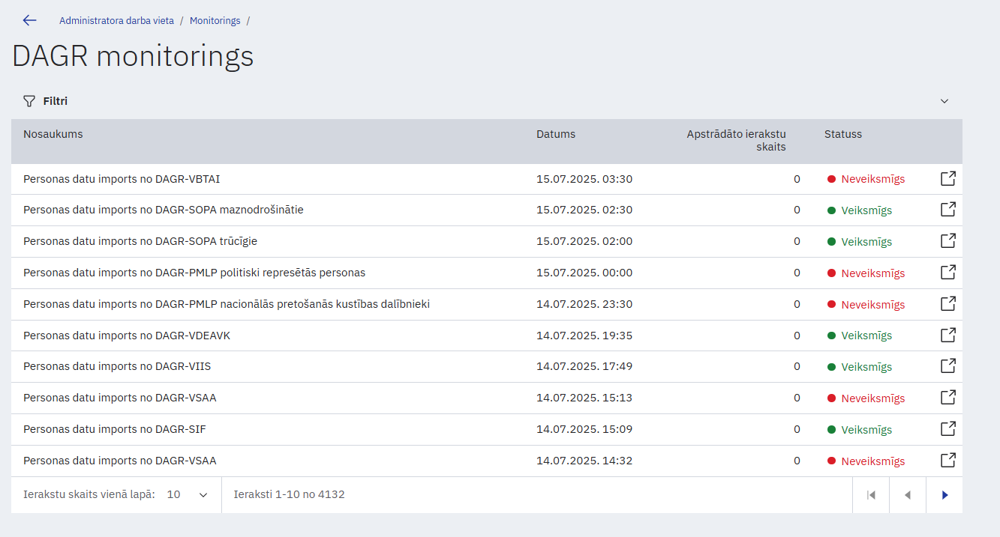 Administratora darba vieta / Monitorings /
DAGR monitorings
Filtri
Nosaukums Datums Apstrādāto ierakstu skaits Statuss
Personas datu imports no DAGR-VBTAI 15.07.2025. 03:30 0 Neveiksmīgs
Personas datu imports no DAGR-SOPA maznodrošinātie 15.07.2025. 02:30 0 Veiksmīgs
Personas datu imports no DAGR-SOPA trūcīgie 15.07.2025. 02:00 0 Veiksmīgs
Personas datu imports no DAGR-PMLP politiski represētās personas 15.07.2025. 00:00 0 Neveiksmīgs
Personas datu imports no DAGR-PMLP nacionālās pretošanās kustības dalībnieki 14.07.2025. 23:30 0 Neveiksmīgs
Personas datu imports no DAGR-VDEAVK 14.07.2025. 19:35 0 Veiksmīgs
Personas datu imports no DAGR-VIIS 14.07.2025. 17:49 0 Veiksmīgs
Personas datu imports no DAGR-VSAA 14.07.2025. 15:13 0 Neveiksmīgs
Personas datu imports no DAGR-SIF 14.07.2025. 15:09 0 Veiksmīgs
Personas datu imports no DAGR-VSAA 14.07.2025. 14:32 0 Neveiksmīgs
Ierakstu skaits vienā lapā: 10 Ieraksti 1-10 no 4132